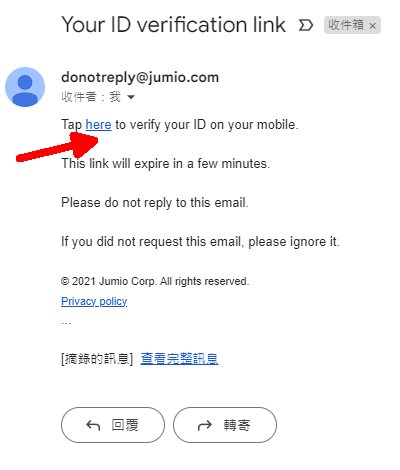 Your ID verification link 收件箱 ×
donotreply@jumio.com
收件者：我
Tap here to verify your ID on your mobile.
This link will expire in a few minutes.
Please do not reply to this email.
If you did not request this email, please ignore it.
© 2021 Jumio Corp. All rights reserved.
Privacy policy
...
[摘錄的訊息] 查看完整訊息
回覆 轉寄